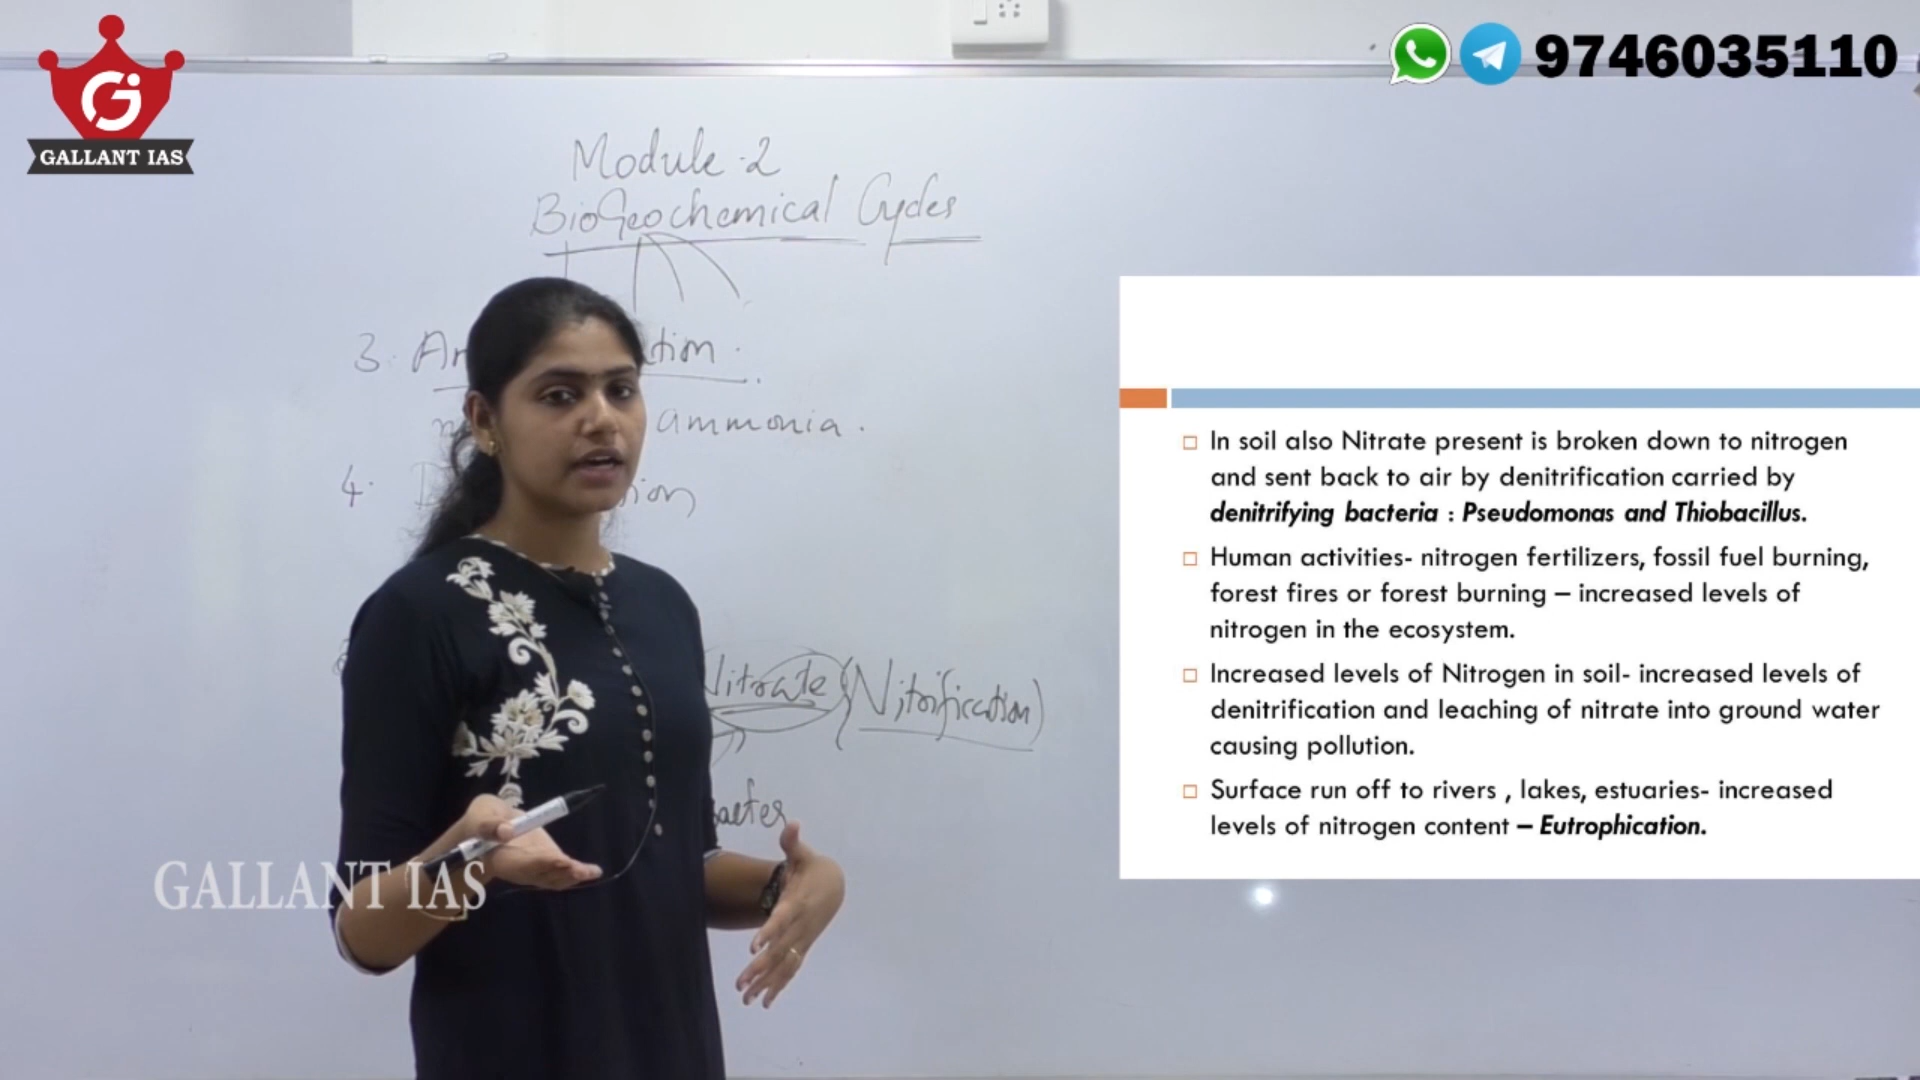 GALLANT IAS
9746035110
Module-2
BioGeochemical Cycles
3.
ammonia.
4.
Nitrification)
GALLANT IAS
In soil also Nitrate present is broken down to nitrogen
and sent back to air by denitrification carried by
denitrifying bacteria : Pseudomonas and Thiobacillus.
Human activities- nitrogen fertilizers, fossil fuel burning,
forest fires or forest burning – increased levels of
nitrogen in the ecosystem.
Increased levels of Nitrogen in soil- increased levels of
denitrification and leaching of nitrate into ground water
causing pollution.
Surface run off to rivers , lakes, estuaries- increased
levels of nitrogen content – Eutrophication.